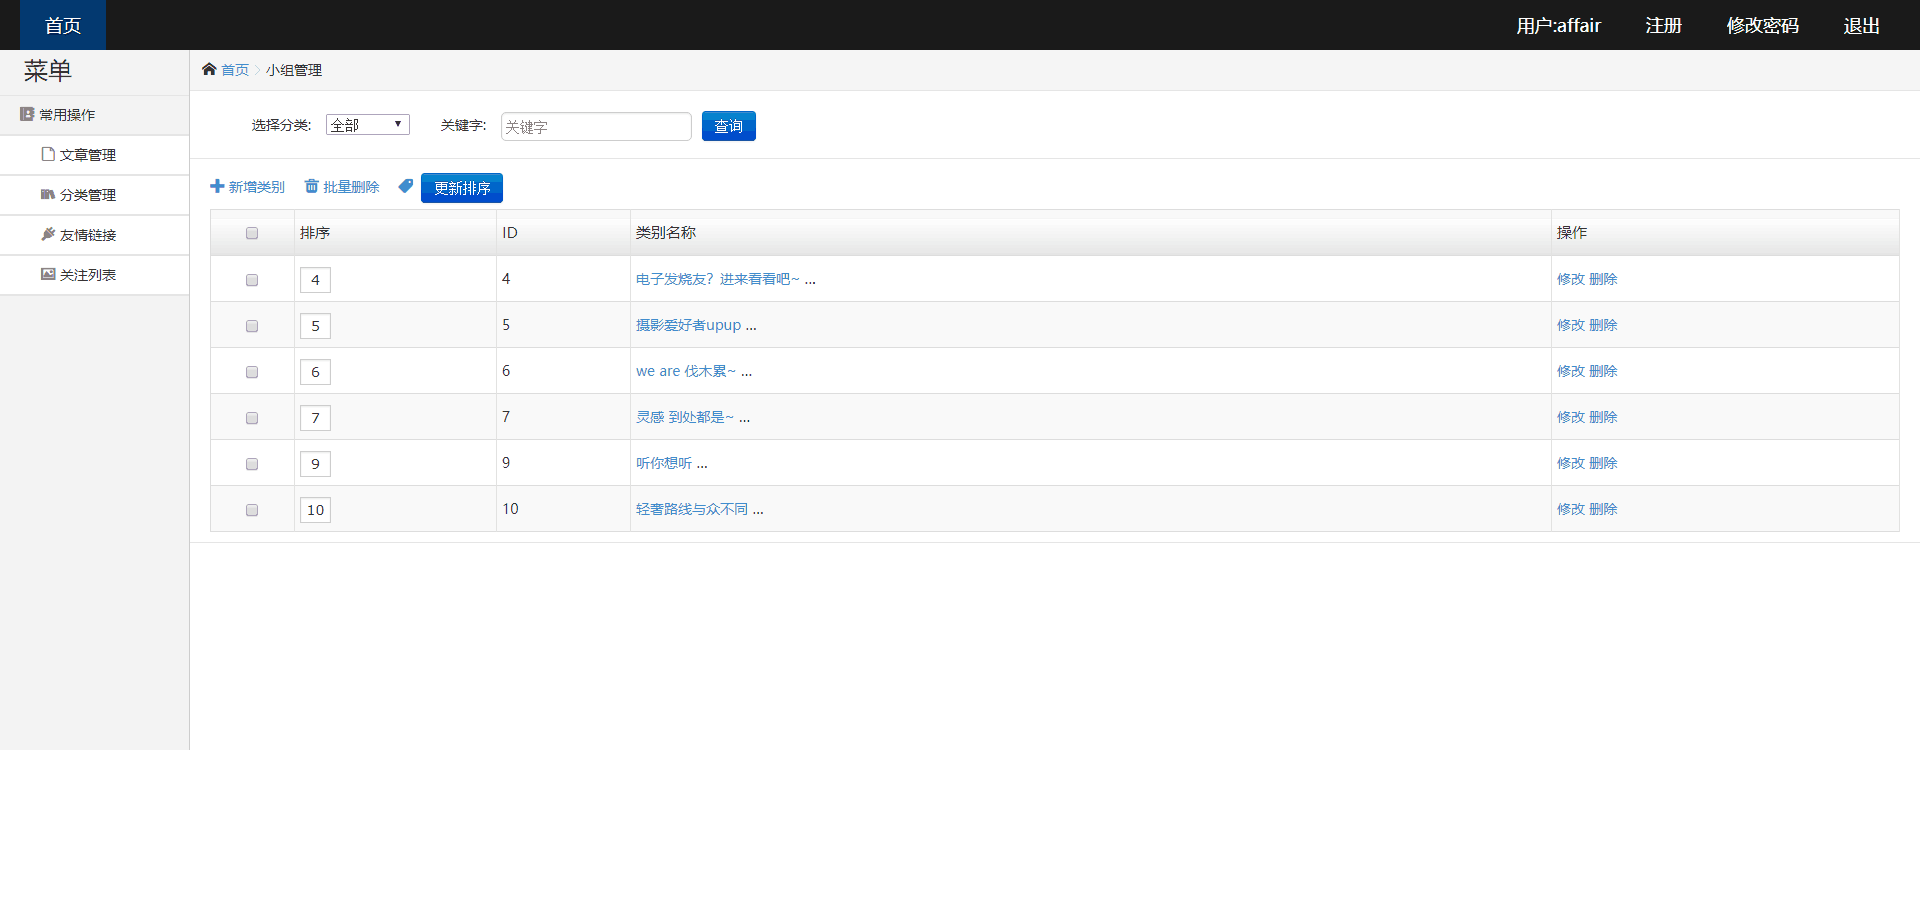 首页 用户:affair 注册 修改密码 退出
菜单
首页 小组管理
常用操作
文章管理
分类管理
友情链接
关注列表
选择分类: 全部 关键字: 关键字 查询
新增类别 批量删除 更新排序
排序 ID 类别名称 操作
4 4 电子发烧友？进来看看吧~ ... 修改 删除
5 5 摄影爱好者upup ... 修改 删除
6 6 we are 伐木累~ ... 修改 删除
7 7 灵感 到处都是~ ... 修改 删除
9 9 听你想听 ... 修改 删除
10 10 轻奢路线与众不同 ... 修改 删除